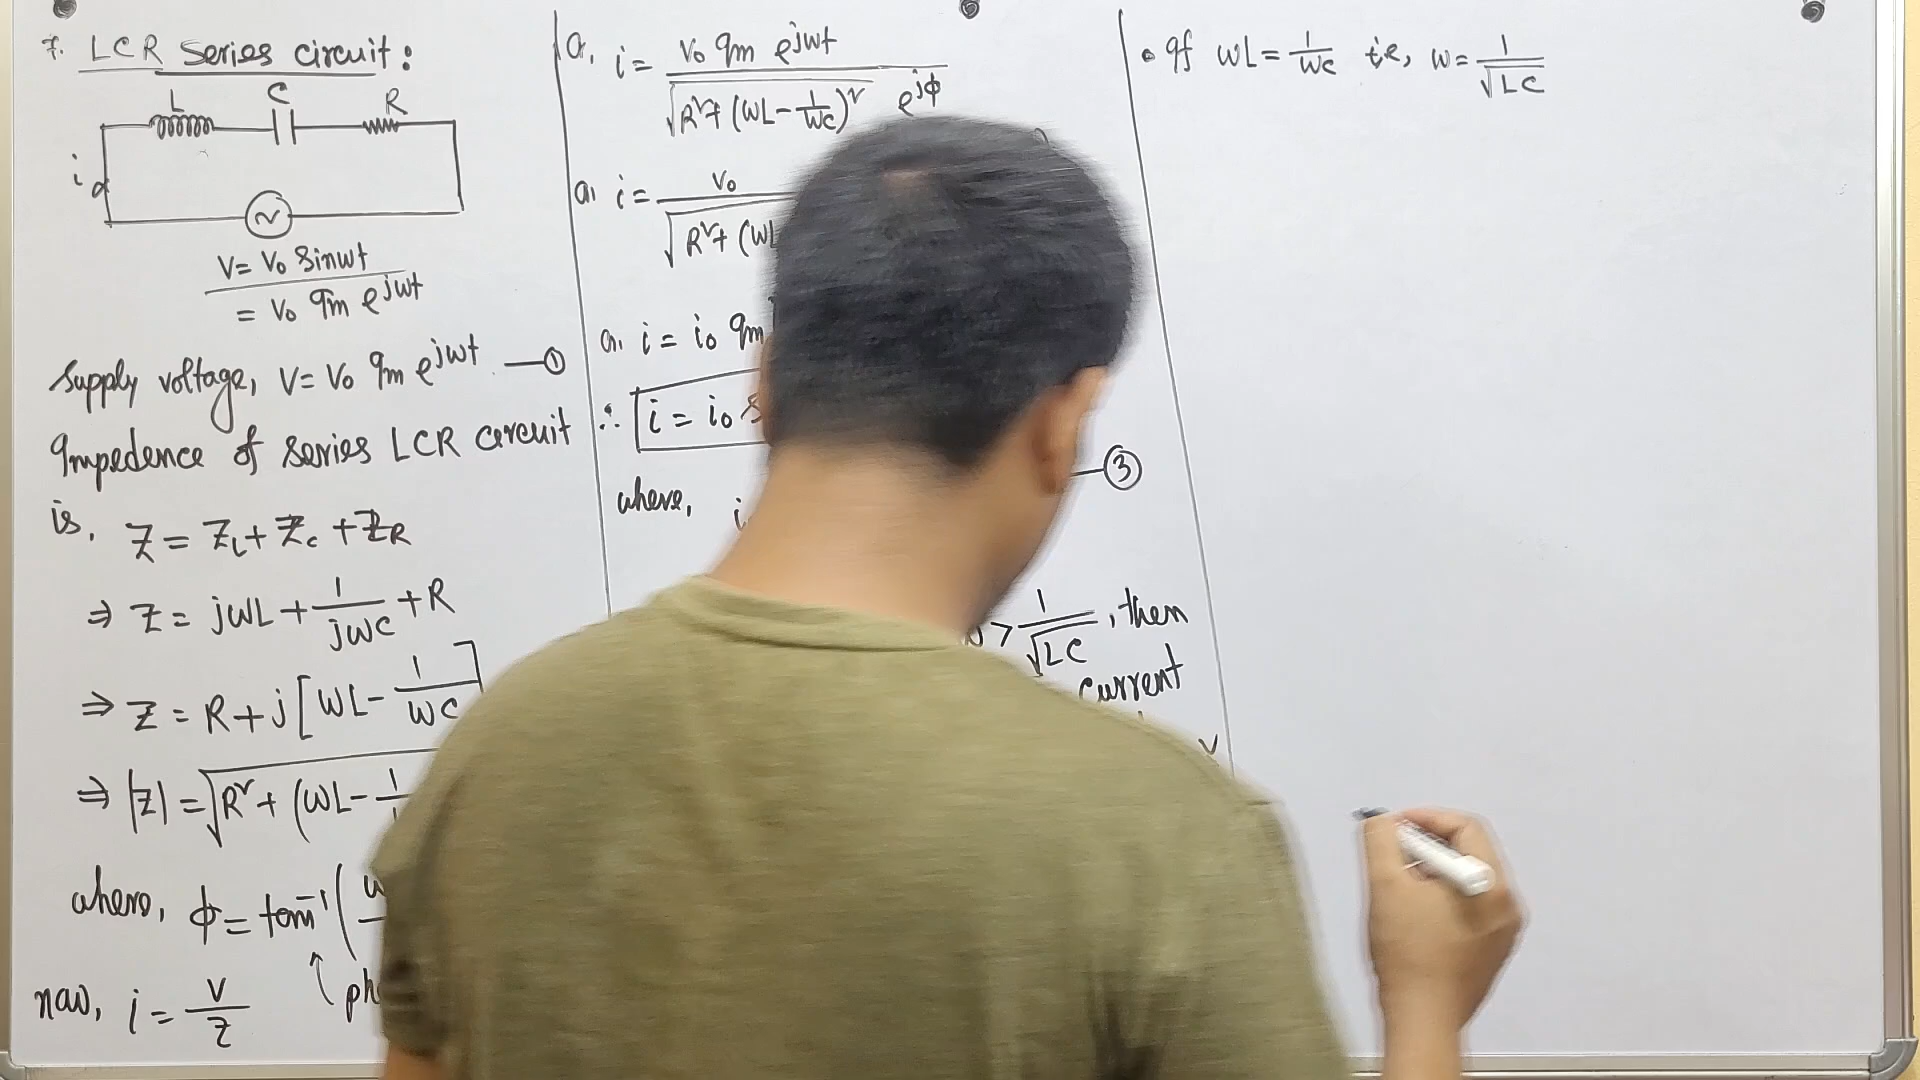 7. LCR Series circuit:
L C R
i
V = V₀ Sinwt
= V₀ Im e^jwt
Supply voltage, V = V₀ Im e^jwt —①
Impedence of series LCR circuit
is, Z = Z_L + Z_C + Z_R
⇒ Z = jWL + 1/jWC + R
⇒ Z = R + j[WL - 1/WC]
⇒ |Z| = √R² + (WL - 1/
where, ϕ = tan⁻¹(
now, i = V/Z
a, i = V₀ Im e^jwt / √R² + (WL - 1/WC)² e^jϕ
a, i = V₀ / √R² + (WL
a, i = i₀ Im
∴ i = i₀ s
—③
where, i
> 1/√LC, then
current
• If WL = 1/WC i.e, W = 1/√LC